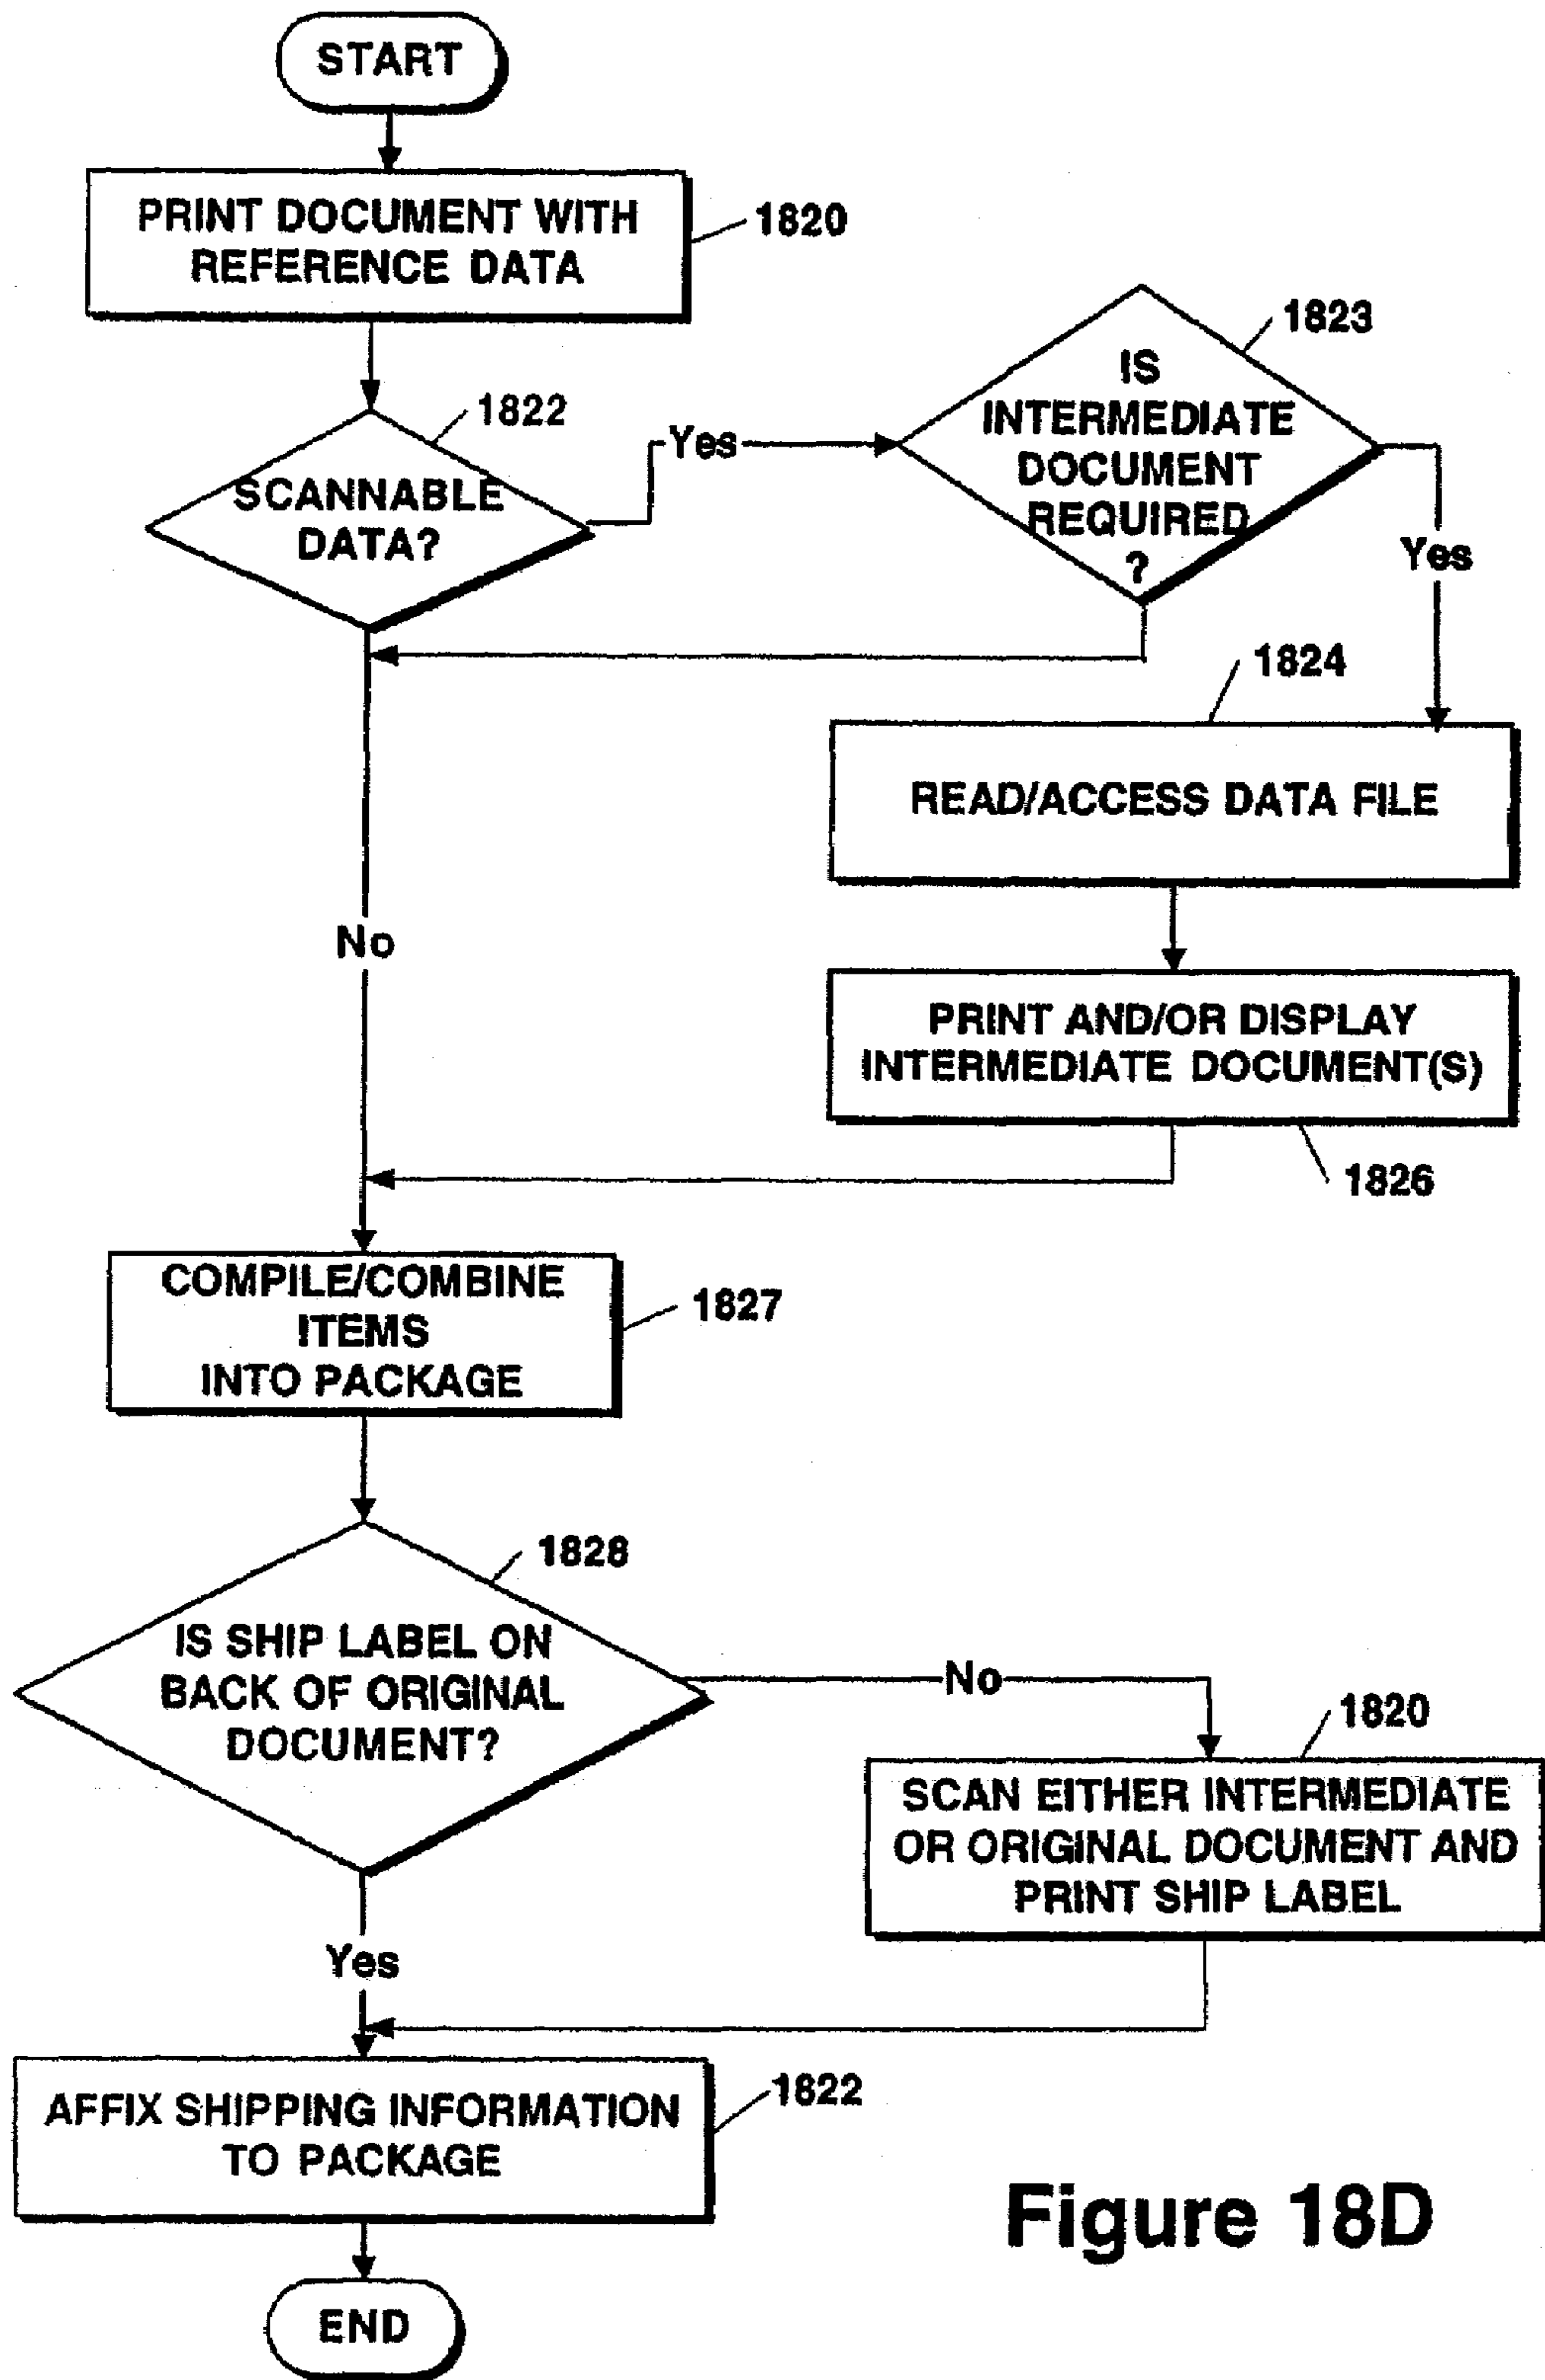 START
PRINT DOCUMENT WITH
REFERENCE DATA
1820
1822
SCANNABLE
DATA?
Yes
1823
IS
INTERMEDIATE
DOCUMENT
REQUIRED
?
Yes
1824
READ/ACCESS DATA FILE
No
PRINT AND/OR DISPLAY
INTERMEDIATE DOCUMENT(S)
1826
COMPILE/COMBINE
ITEMS
INTO PACKAGE
1827
1828
IS SHIP LABEL ON
BACK OF ORIGINAL
DOCUMENT?
No
1820
SCAN EITHER INTERMEDIATE
OR ORIGINAL DOCUMENT AND
PRINT SHIP LABEL
Yes
AFFIX SHIPPING INFORMATION
TO PACKAGE
1822
Figure 18D
END